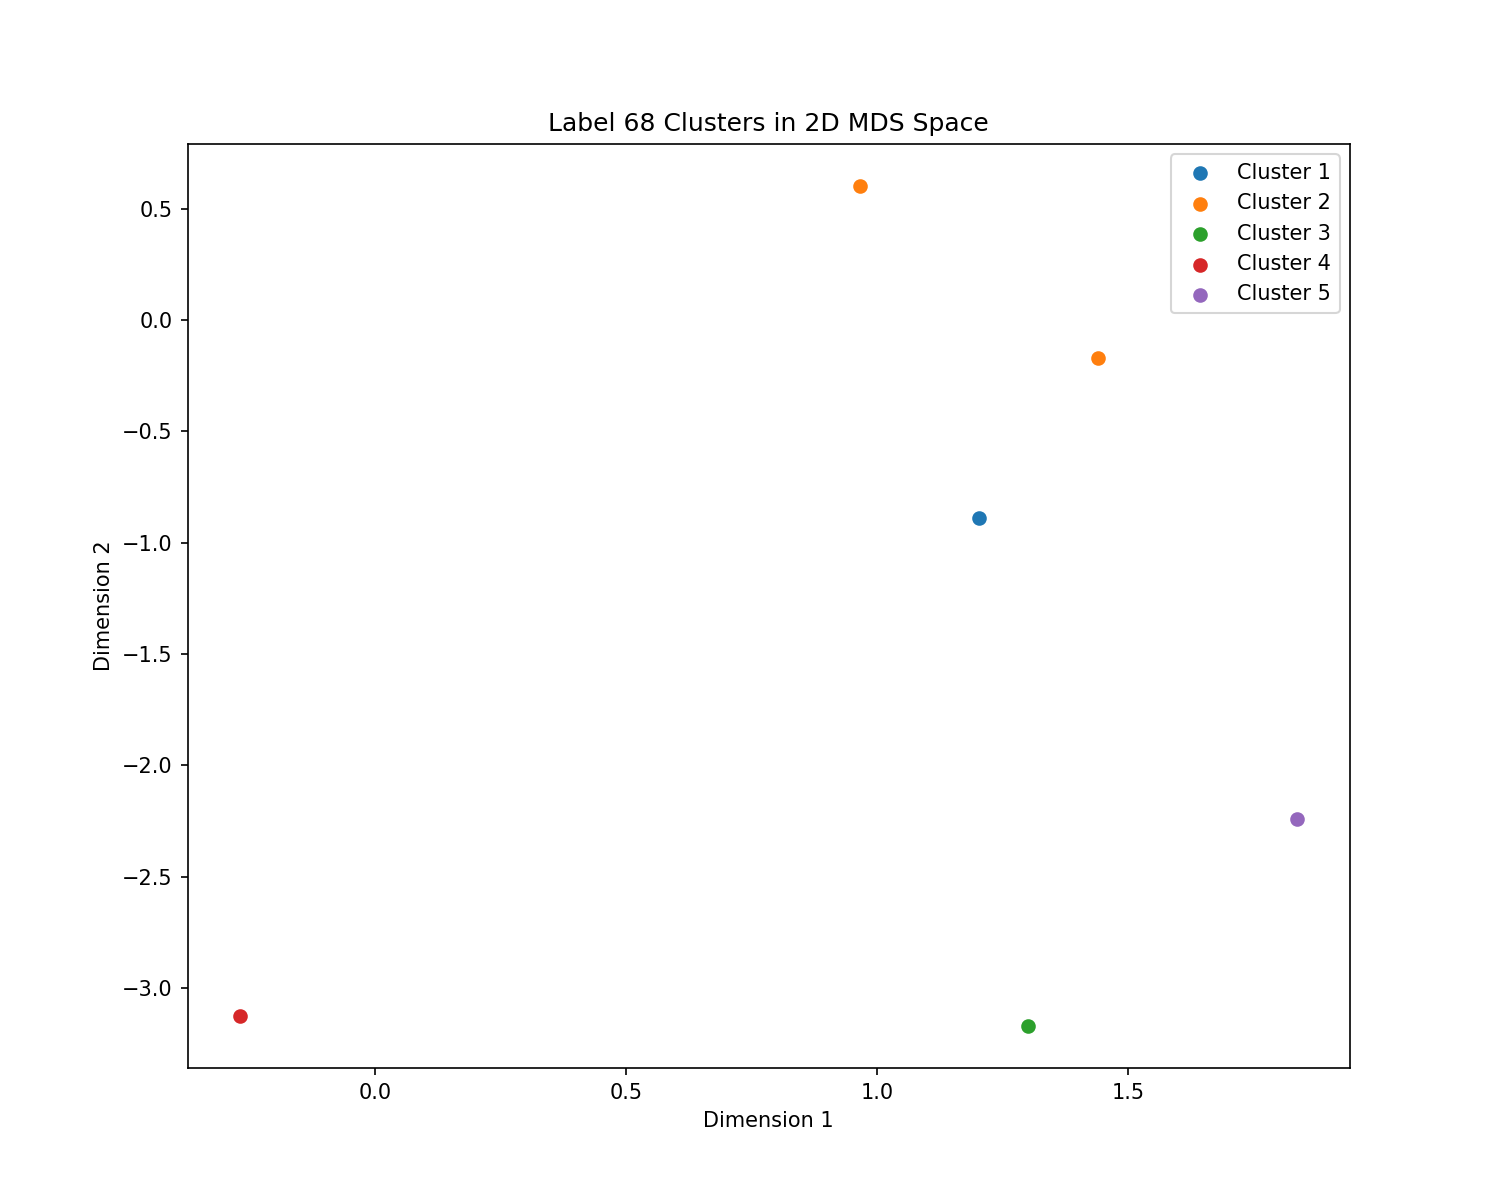 Label 68 Clusters in 2D MDS Space
Cluster 1
Cluster 2
Cluster 3
Cluster 4
Cluster 5
0.5
0.0
−0.5
−1.0
−1.5
−2.0
−2.5
−3.0
Dimension 2
0.0 0.5 1.0 1.5
Dimension 1